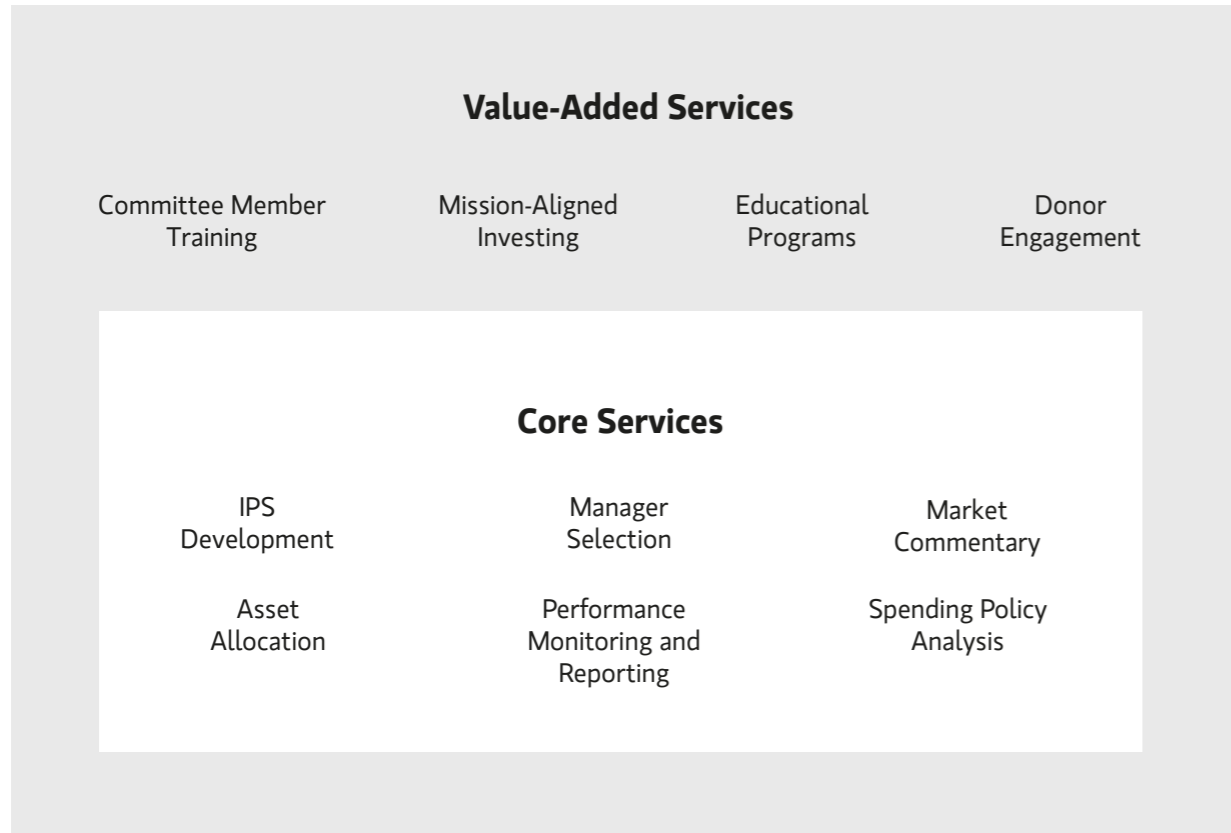 Value-Added Services
Committee Member
Training
Mission-Aligned
Investing
Educational
Programs
Donor
Engagement
Core Services
IPS
Development
Manager
Selection
Market
Commentary
Asset
Allocation
Performance
Monitoring and
Reporting
Spending Policy
Analysis